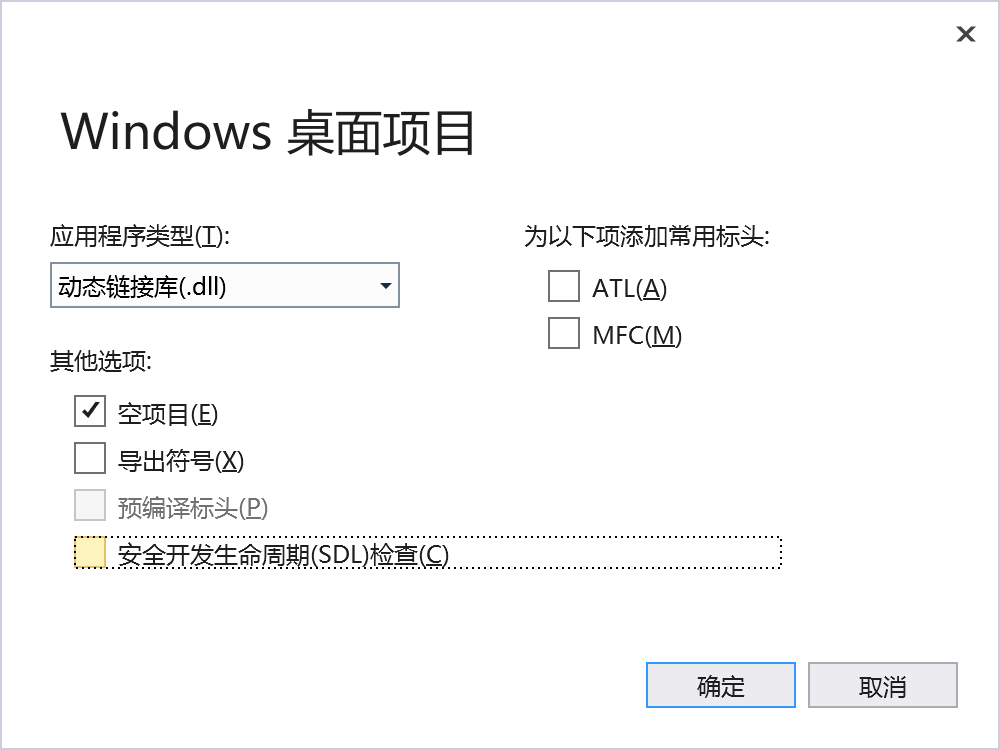 Windows 桌面项目
应用程序类型(T):
动态链接库(.dll)
其他选项:
空项目(E)
导出符号(X)
预编译标头(P)
安全开发生命周期(SDL)检查(C)
为以下项添加常用标头:
ATL(A)
MFC(M)
确定
取消